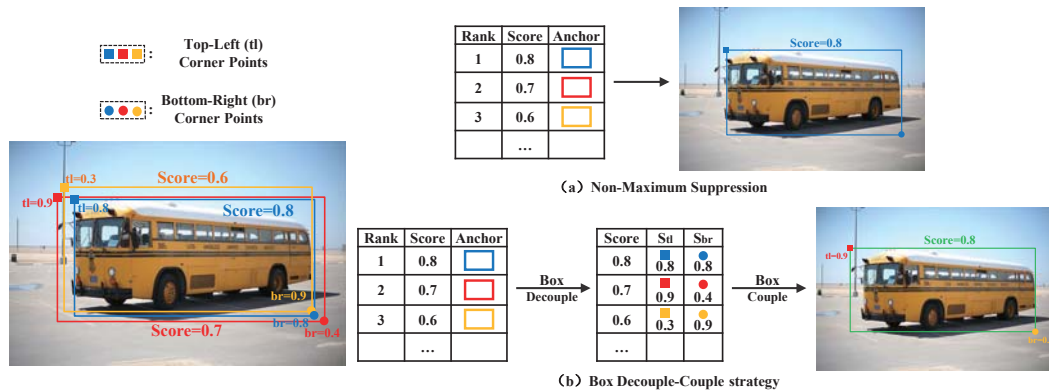 Top-Left (tl)
Corner Points
Bottom-Right (br)
Corner Points
tl=0.3
Score=0.6
tl=0.9
tl=0.8
Score=0.8
br=0.9
br=0.8
Score=0.7
br=0.4
Rank Score Anchor
1 0.8
2 0.7
3 0.6
...
Score=0.8
(a) Non-Maximum Suppression
Rank Score Anchor
1 0.8
2 0.7
3 0.6
...
Box
Decouple
Score Stl Sbr
0.8 0.8 0.8
0.7 0.9 0.4
0.6 0.3 0.9
...
Box
Couple
Score=0.8
tl=0.9
(b) Box Decouple-Couple strategy